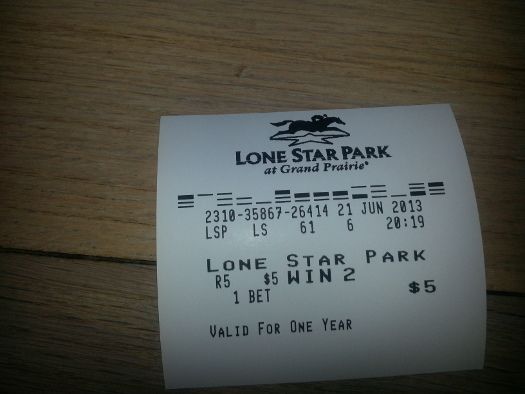 LONE STAR PARK
at Grand Prairie®
2310-35867-26414 21 JUN 2013
LSP LS 61 6 20:19
LONE STAR PARK
R5 $5 WIN 2
1 BET $5
VALID FOR ONE YEAR